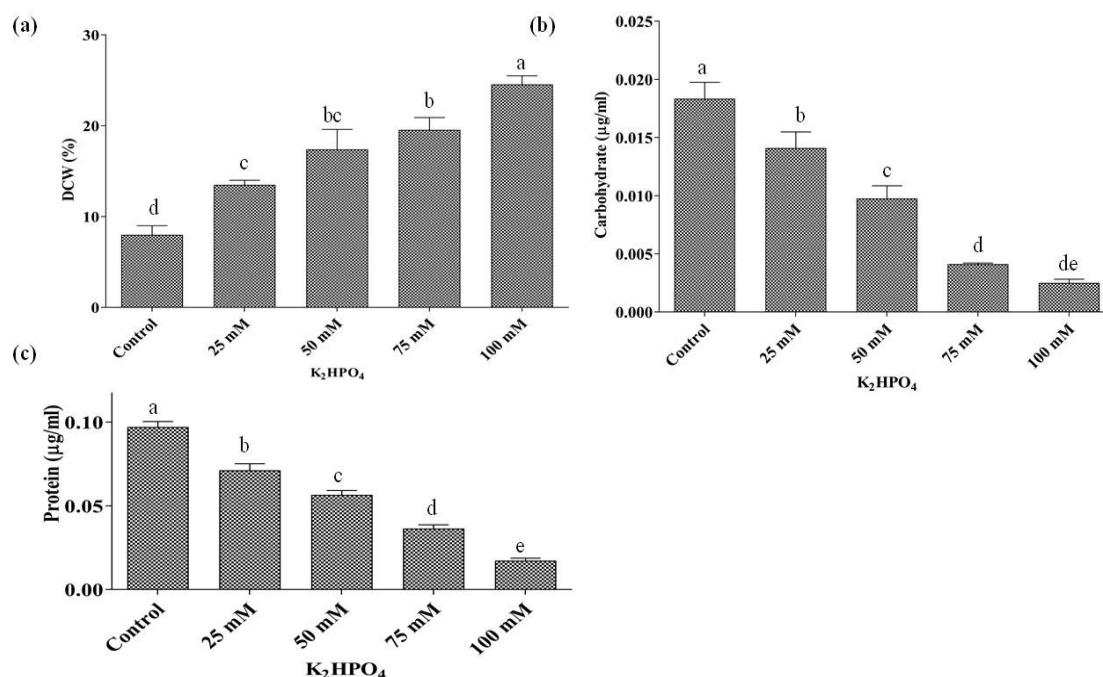 (a)
30
20
10
0
DCW (%)
d
c
bc
b
a
Control
25 mM
50 mM
75 mM
100 mM
K₂HPO₄
(b)
0.025
0.020
0.015
0.010
0.005
0.000
Carbohydrate (µg/ml)
a
b
c
d
de
Control
25 mM
50 mM
75 mM
100 mM
K₂HPO₄
(c)
0.10
0.05
0.00
Protein (µg/ml)
a
b
c
d
e
Control
25 mM
50 mM
75 mM
100 mM
K₂HPO₄